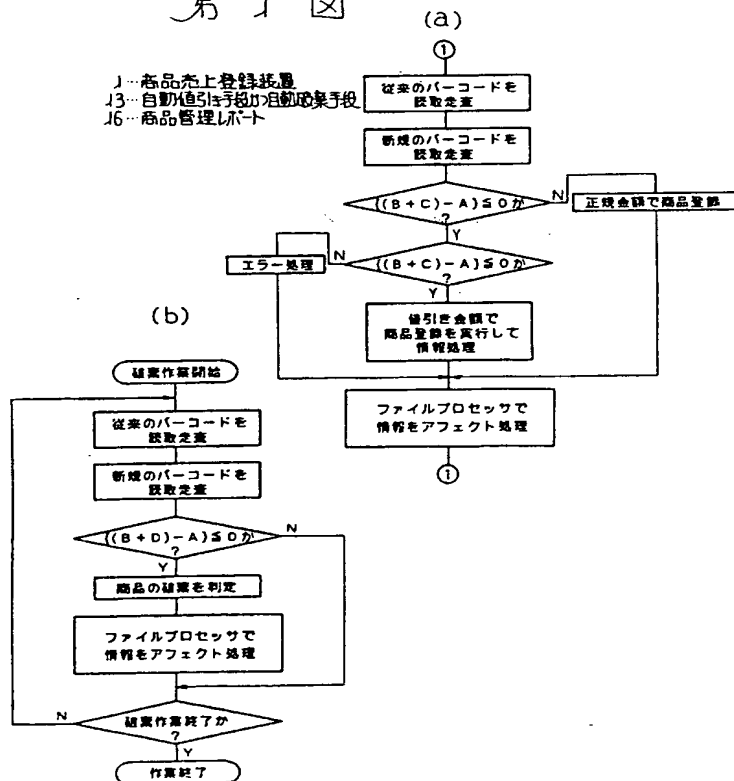 第1図
1…商品売上登録装置
13…自動値引き手段かつ自動破棄手段
16…商品管理レポート
(a)
①
従来のバーコードを
読取走査
新規のバーコードを
読取走査
{(B+C)-A}≦0か
?
N
正規金額で商品登録
Y
{(B+C)-A}≦0か
?
N
エラー処理
Y
値引き金額で
商品登録を実行して
情報処理
ファイルプロセッサで
情報をアフェクト処理
①
(b)
破棄作業開始
従来のバーコードを
読取走査
新規のバーコードを
読取走査
{(B+D)-A}≦0か
?
N
Y
商品の破棄を判定
ファイルプロセッサで
情報をアフェクト処理
破棄作業終了か
?
N
Y
作業終了